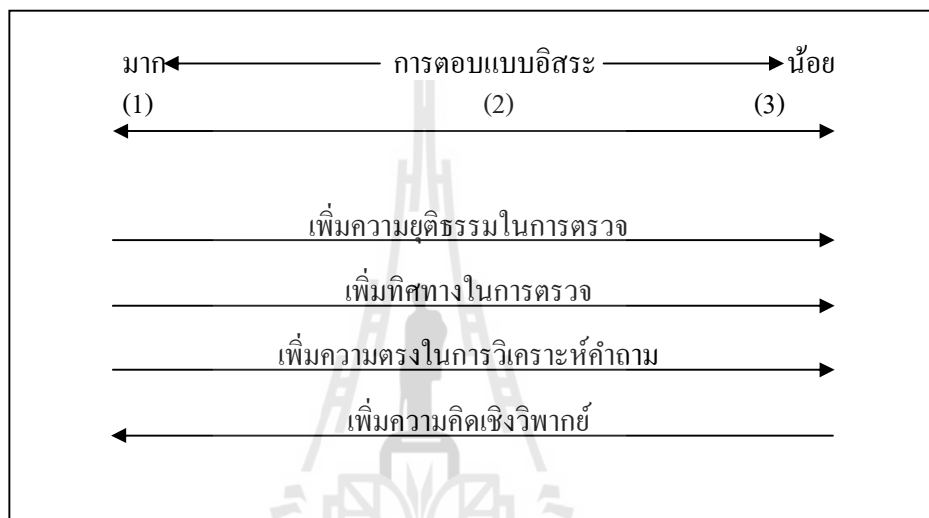 มาก การตอบแบบอิสระ น้อย
(1) (2) (3)
เพิ่มความยุติธรรมในการตรวจ
เพิ่มทิศทางในการตรวจ
เพิ่มความตรงในการวิเคราะห์คำถาม
เพิ่มความคิดเชิงวิพากย์